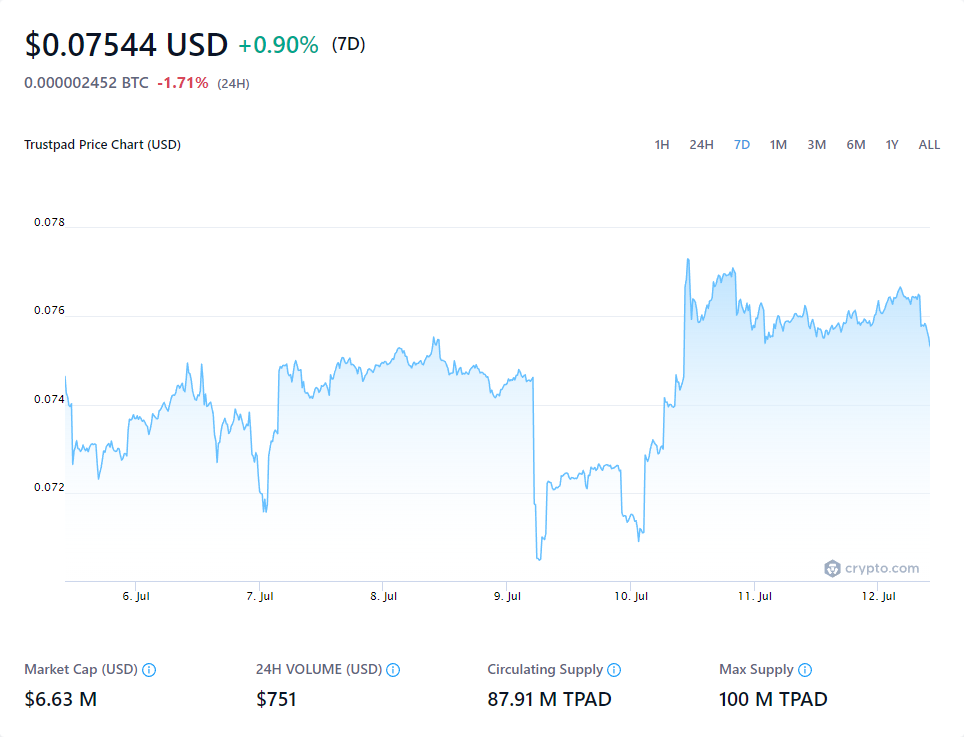 $0.07544 USD +0.90% (7D)
0.000002452 BTC -1.71% (24H)
Trustpad Price Chart (USD)
1H 24H 7D 1M 3M 6M 1Y ALL
0.078
0.076
0.074
0.072
crypto.com
6. Jul 7. Jul 8. Jul 9. Jul 10. Jul 11. Jul 12. Jul
Market Cap (USD) 24H VOLUME (USD) Circulating Supply Max Supply
$6.63 M $751 87.91 M TPAD 100 M TPAD